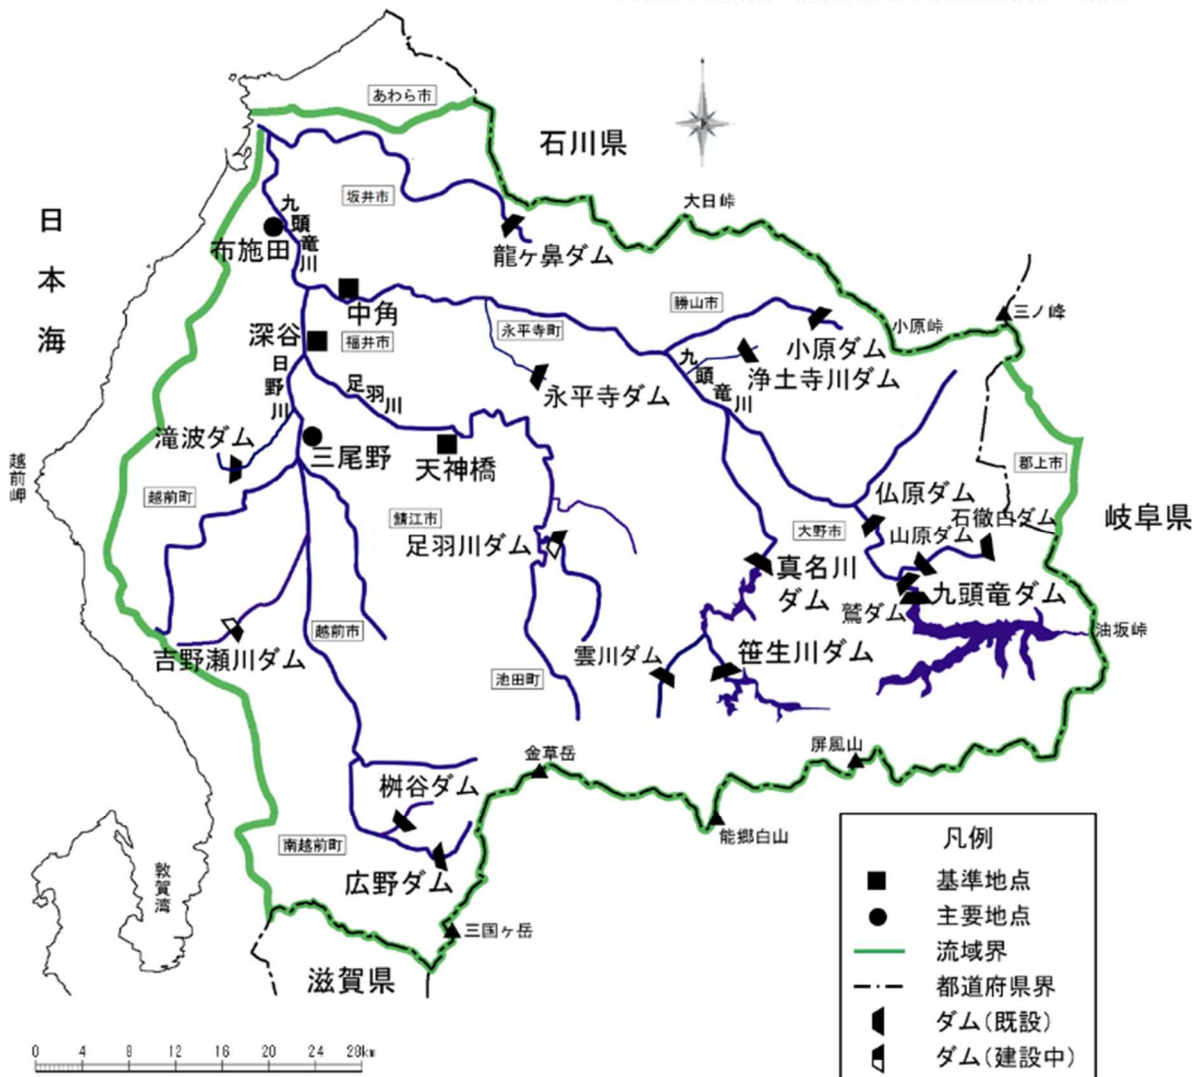 あわら市
石川県
大日峠
坂井市
日本海
九頭竜川
布施田
龍ヶ鼻ダム
中角
勝山市
三ノ峰
小原峠
深谷
福井市
永平寺町
小原ダム
浄土寺川ダム
九頭竜川
日野川
足羽川
永平寺ダム
滝波ダム
三尾野
天神橋
越前岬
越前町
郡上市
鯖江市
仏原ダム
石徹白ダム
岐阜県
足羽川ダム
大野市
山原ダム
真名川
ダム
九頭竜ダム
鷲ダム
越前市
油坂峠
吉野瀬川ダム
雲川ダム
笹生川ダム
池田町
金草岳
屏風山
桝谷ダム
能郷白山
南越前町
敦賀湾
広野ダム
三国ヶ岳
滋賀県
凡例
基準地点
主要地点
流域界
都道府県界
ダム(既設)
ダム(建設中)
0 4 8 12 16 20 24 28km